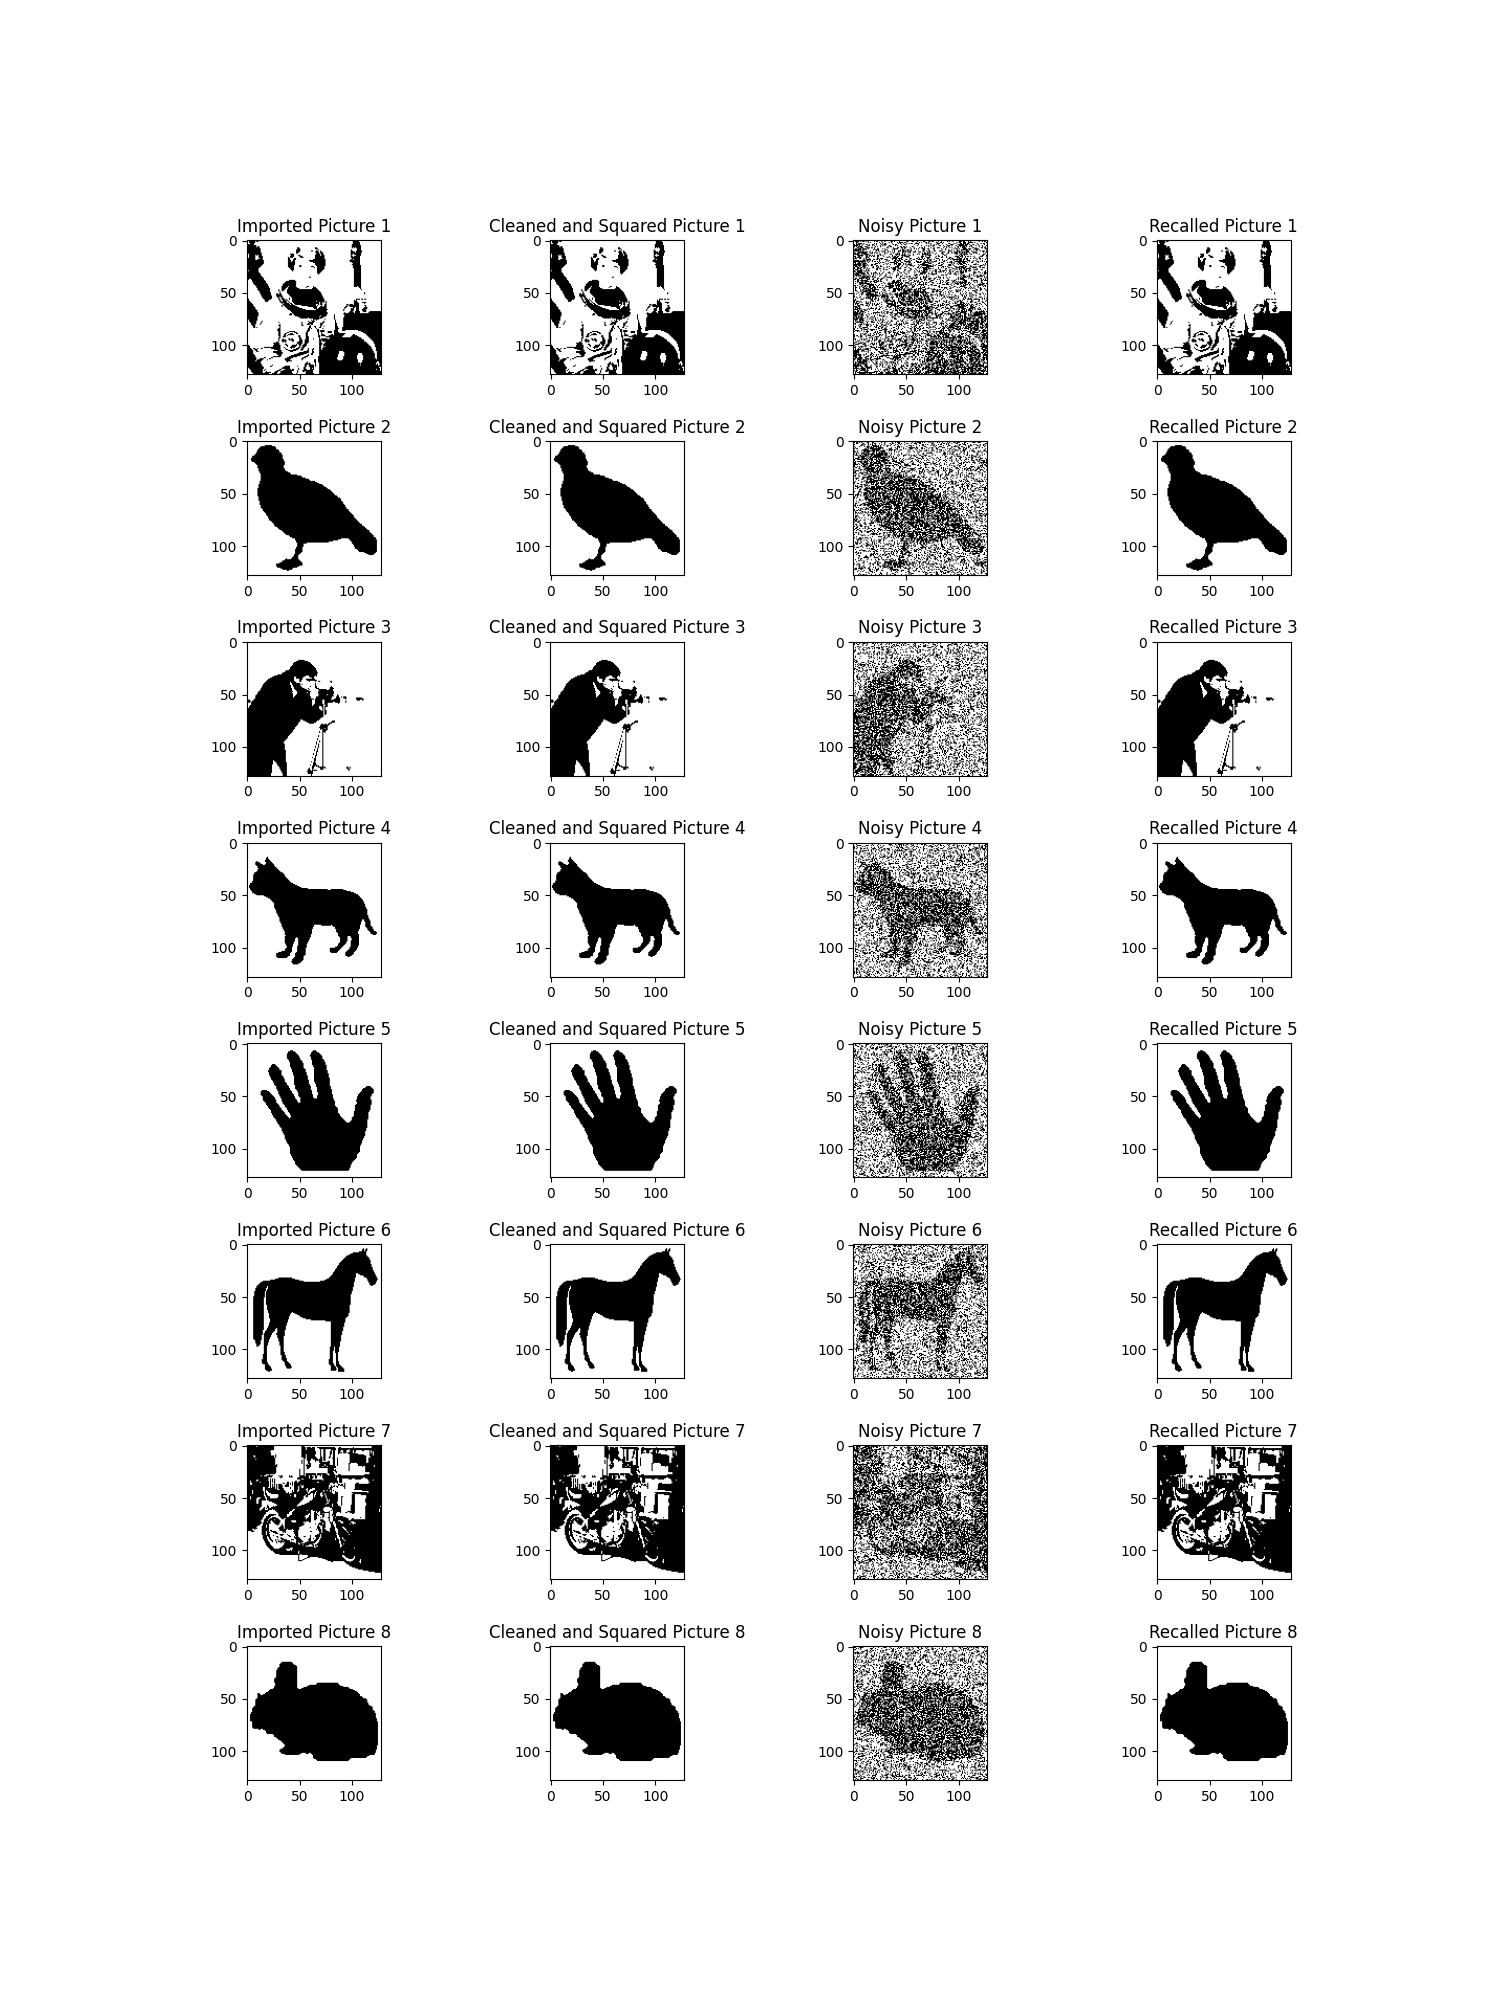 Imported Picture 1 Cleaned and Squared Picture 1 Noisy Picture 1 Recalled Picture 1
0 0 0 0
50 50 50 50
100 100 100 100
0 50 100 0 50 100 0 50 100 0 50 100
Imported Picture 2 Cleaned and Squared Picture 2 Noisy Picture 2 Recalled Picture 2
0 0 0 0
50 50 50 50
100 100 100 100
0 50 100 0 50 100 0 50 100 0 50 100
Imported Picture 3 Cleaned and Squared Picture 3 Noisy Picture 3 Recalled Picture 3
0 0 0 0
50 50 50 50
100 100 100 100
0 50 100 0 50 100 0 50 100 0 50 100
Imported Picture 4 Cleaned and Squared Picture 4 Noisy Picture 4 Recalled Picture 4
0 0 0 0
50 50 50 50
100 100 100 100
0 50 100 0 50 100 0 50 100 0 50 100
Imported Picture 5 Cleaned and Squared Picture 5 Noisy Picture 5 Recalled Picture 5
0 0 0 0
50 50 50 50
100 100 100 100
0 50 100 0 50 100 0 50 100 0 50 100
Imported Picture 6 Cleaned and Squared Picture 6 Noisy Picture 6 Recalled Picture 6
0 0 0 0
50 50 50 50
100 100 100 100
0 50 100 0 50 100 0 50 100 0 50 100
Imported Picture 7 Cleaned and Squared Picture 7 Noisy Picture 7 Recalled Picture 7
0 0 0 0
50 50 50 50
100 100 100 100
0 50 100 0 50 100 0 50 100 0 50 100
Imported Picture 8 Cleaned and Squared Picture 8 Noisy Picture 8 Recalled Picture 8
0 0 0 0
50 50 50 50
100 100 100 100
0 50 100 0 50 100 0 50 100 0 50 100